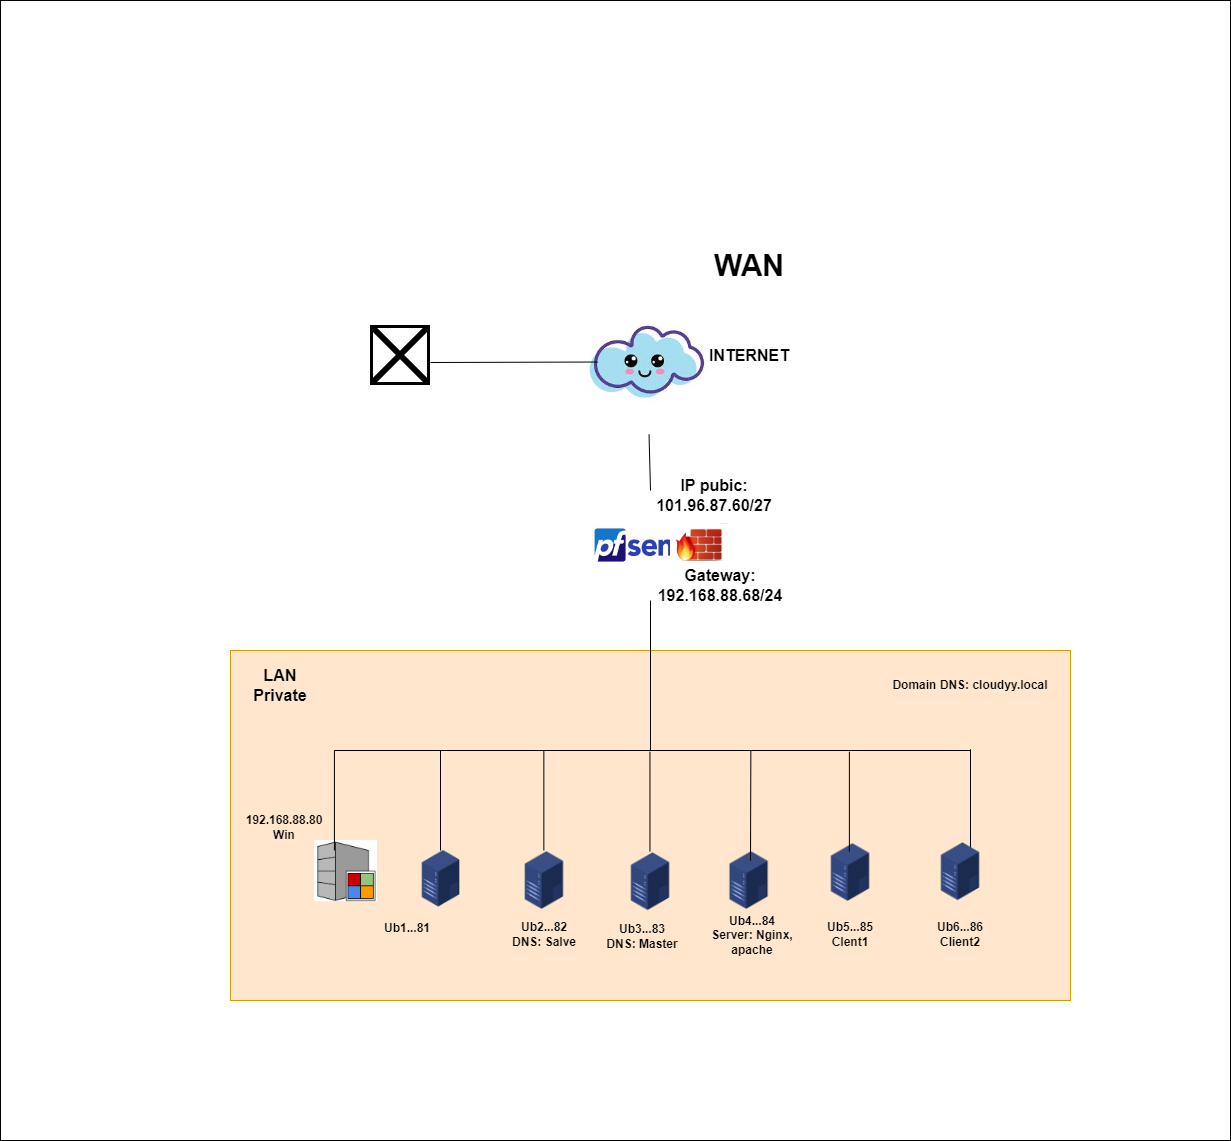 WAN
INTERNET
IP pubic:
101.96.87.60/27
pfsen
Gateway:
192.168.88.68/24
LAN
Private
Domain DNS: cloudyy.local
192.168.88.80
Win
Ub1...81
Ub2...82
DNS: Salve
Ub3...83
DNS: Master
Ub4...84
Server: Nginx,
apache
Ub5...85
Clent1
Ub6...86
Client2